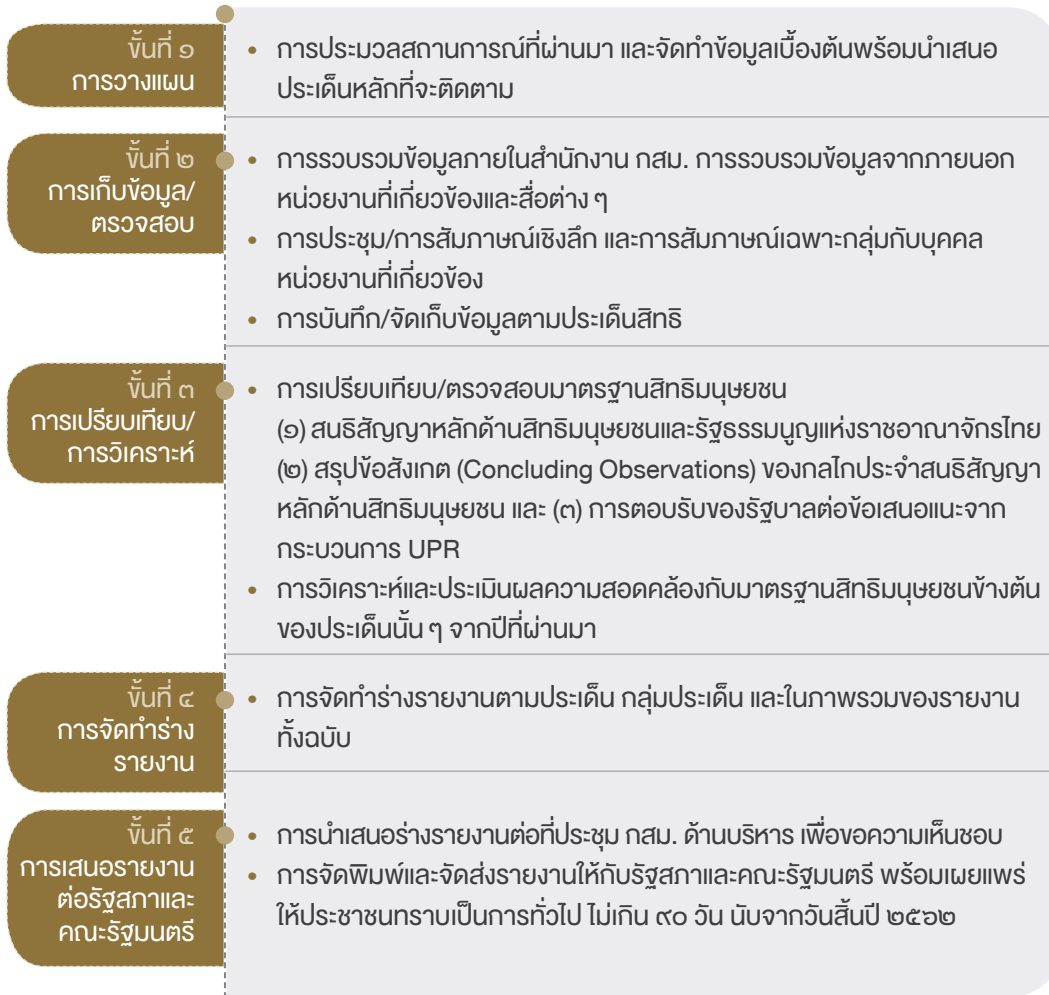 ขั้นที่ ๑
การวางแผน
• การประมวลสถานการณ์ที่ผ่านมา และจัดทำข้อมูลเบื้องต้นพร้อมนำเสนอ
ประเด็นหลักที่จะติดตาม
ขั้นที่ ๒
การเก็บข้อมูล/
ตรวจสอบ
• การรวบรวมข้อมูลภายในสำนักงาน กสม. การรวบรวมข้อมูลจากภายนอก
หน่วยงานที่เกี่ยวข้องและสื่อต่าง ๆ
• การประชุม/การสัมภาษณ์เชิงลึก และการสัมภาษณ์เฉพาะกลุ่มกับบุคคล
หน่วยงานที่เกี่ยวข้อง
• การบันทึก/จัดเก็บข้อมูลตามประเด็นสิทธิ
ขั้นที่ ๓
การเปรียบเทียบ/
การวิเคราะห์
• การเปรียบเทียบ/ตรวจสอบมาตรฐานสิทธิมนุษยชน
(๑) สนธิสัญญาหลักด้านสิทธิมนุษยชนและรัฐธรรมนูญแห่งราชอาณาจักรไทย
(๒) สรุปข้อสังเกต (Concluding Observations) ของกลไกประจำสนธิสัญญา
หลักด้านสิทธิมนุษยชน และ (๓) การตอบรับของรัฐบาลต่อข้อเสนอแนะจาก
กระบวนการ UPR
• การวิเคราะห์และประเมินผลความสอดคล้องกับมาตรฐานสิทธิมนุษยชนข้างต้น
ของประเด็นนั้น ๆ จากปีที่ผ่านมา
ขั้นที่ ๔
การจัดทำร่าง
รายงาน
• การจัดทำร่างรายงานตามประเด็น กลุ่มประเด็น และในภาพรวมของรายงาน
ทั้งฉบับ
ขั้นที่ ๕
การเสนอรายงาน
ต่อรัฐสภาและ
คณะรัฐมนตรี
• การนำเสนอร่างรายงานต่อที่ประชุม กสม. ด้านบริหาร เพื่อขอความเห็นชอบ
• การจัดพิมพ์และจัดส่งรายงานให้กับรัฐสภาและคณะรัฐมนตรี พร้อมเผยแพร่
ให้ประชาชนทราบเป็นการทั่วไป ไม่เกิน ๙๐ วัน นับจากวันสิ้นปี ๒๕๖๒